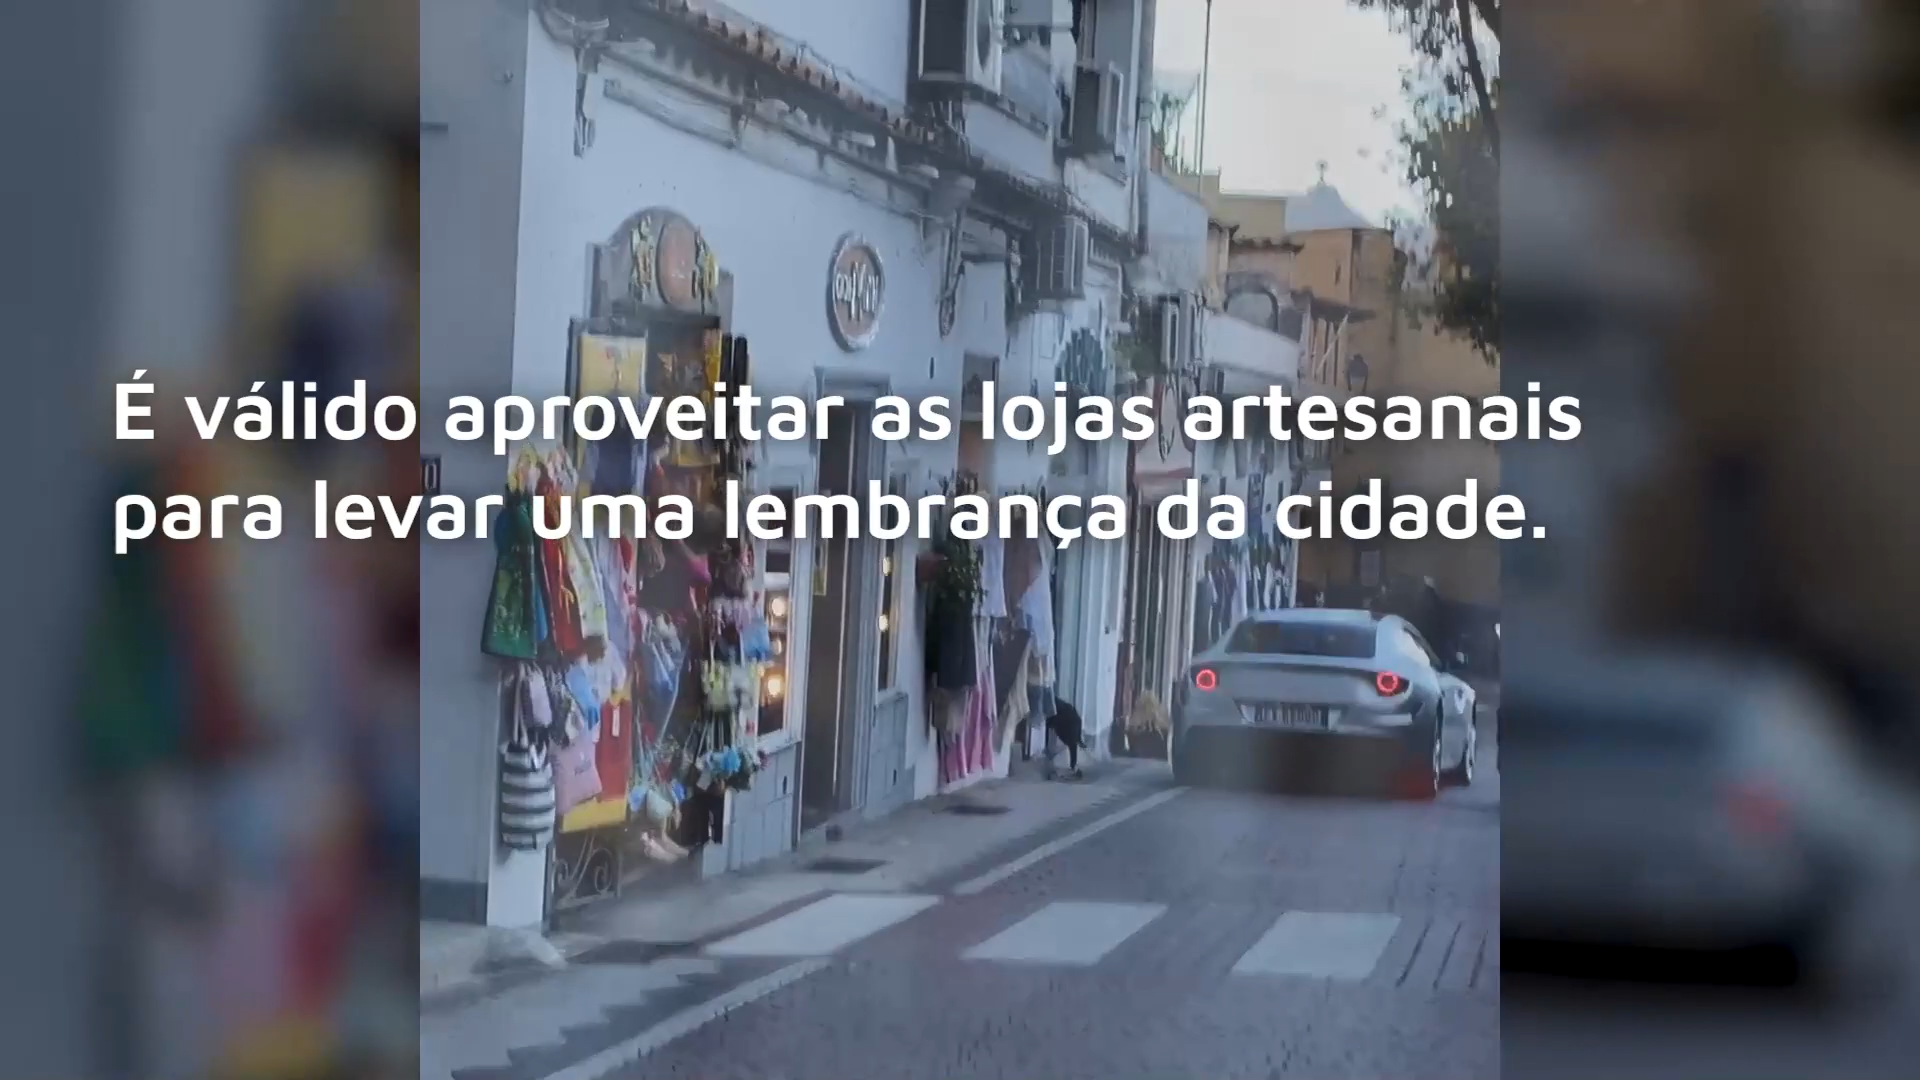 É válido aproveitar as lojas artesanais
para levar uma lembrança da cidade.